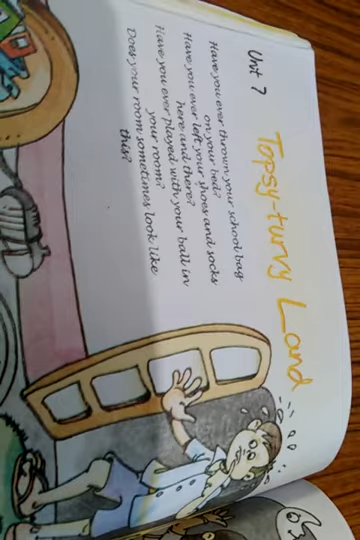 Unit 7
Topsy-turvy Land
Have you ever thrown your school bag
on your bed?
Have you ever left your shoes and socks
here and there?
Have you ever played with your ball in
your room?
Does your room sometimes look like
this?